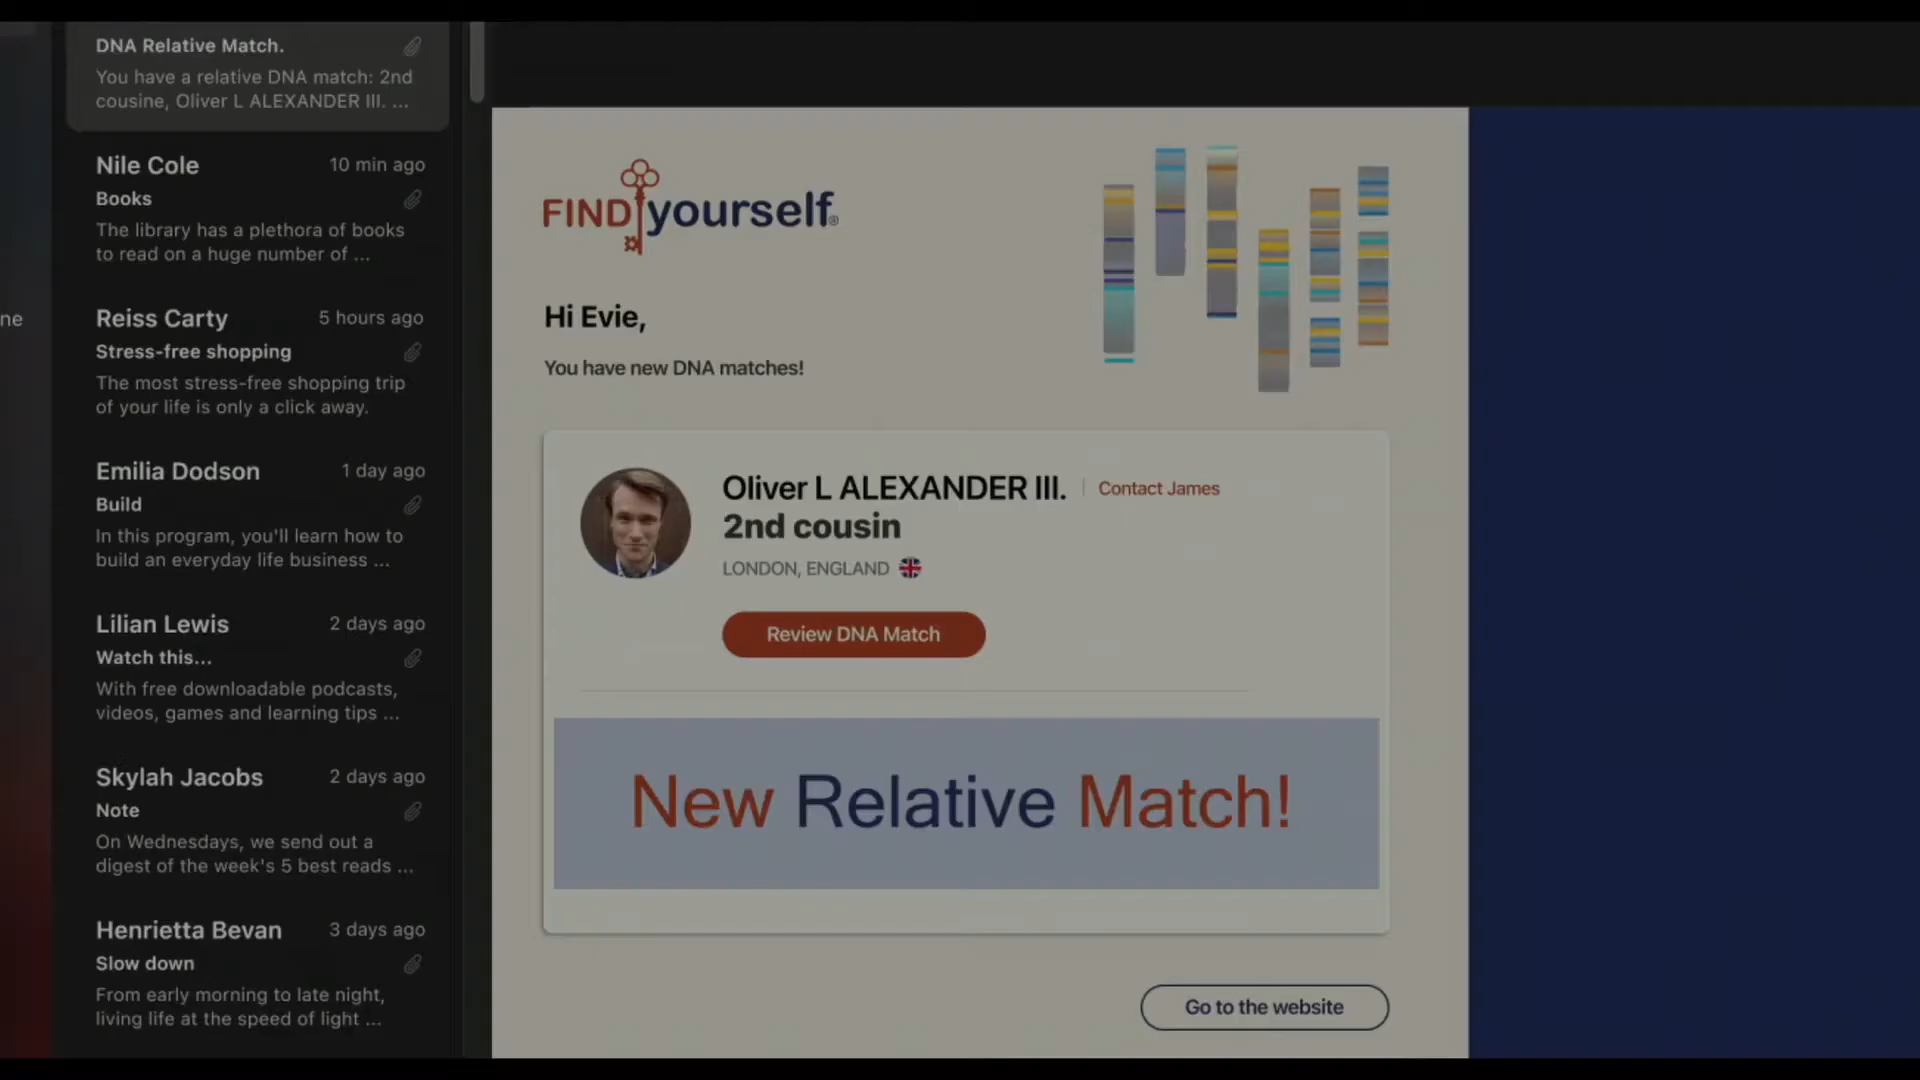 DNA Relative Match.
You have a relative DNA match: 2nd
cousine, Oliver L ALEXANDER III. ...
Nile Cole 10 min ago
Books
The library has a plethora of books
to read on a huge number of ...
ne
Reiss Carty 5 hours ago
Stress-free shopping
The most stress-free shopping trip
of your life is only a click away.
Emilia Dodson 1 day ago
Build
In this program, you'll learn how to
build an everyday life business ...
Lilian Lewis 2 days ago
Watch this...
With free downloadable podcasts,
videos, games and learning tips ...
Skylah Jacobs 2 days ago
Note
On Wednesdays, we send out a
digest of the week's 5 best reads ...
Henrietta Bevan 3 days ago
Slow down
From early morning to late night,
living life at the speed of light ...
FIND yourself®
Hi Evie,
You have new DNA matches!
Oliver L ALEXANDER III. Contact James
2nd cousin
LONDON, ENGLAND
Review DNA Match
New Relative Match!
Go to the website